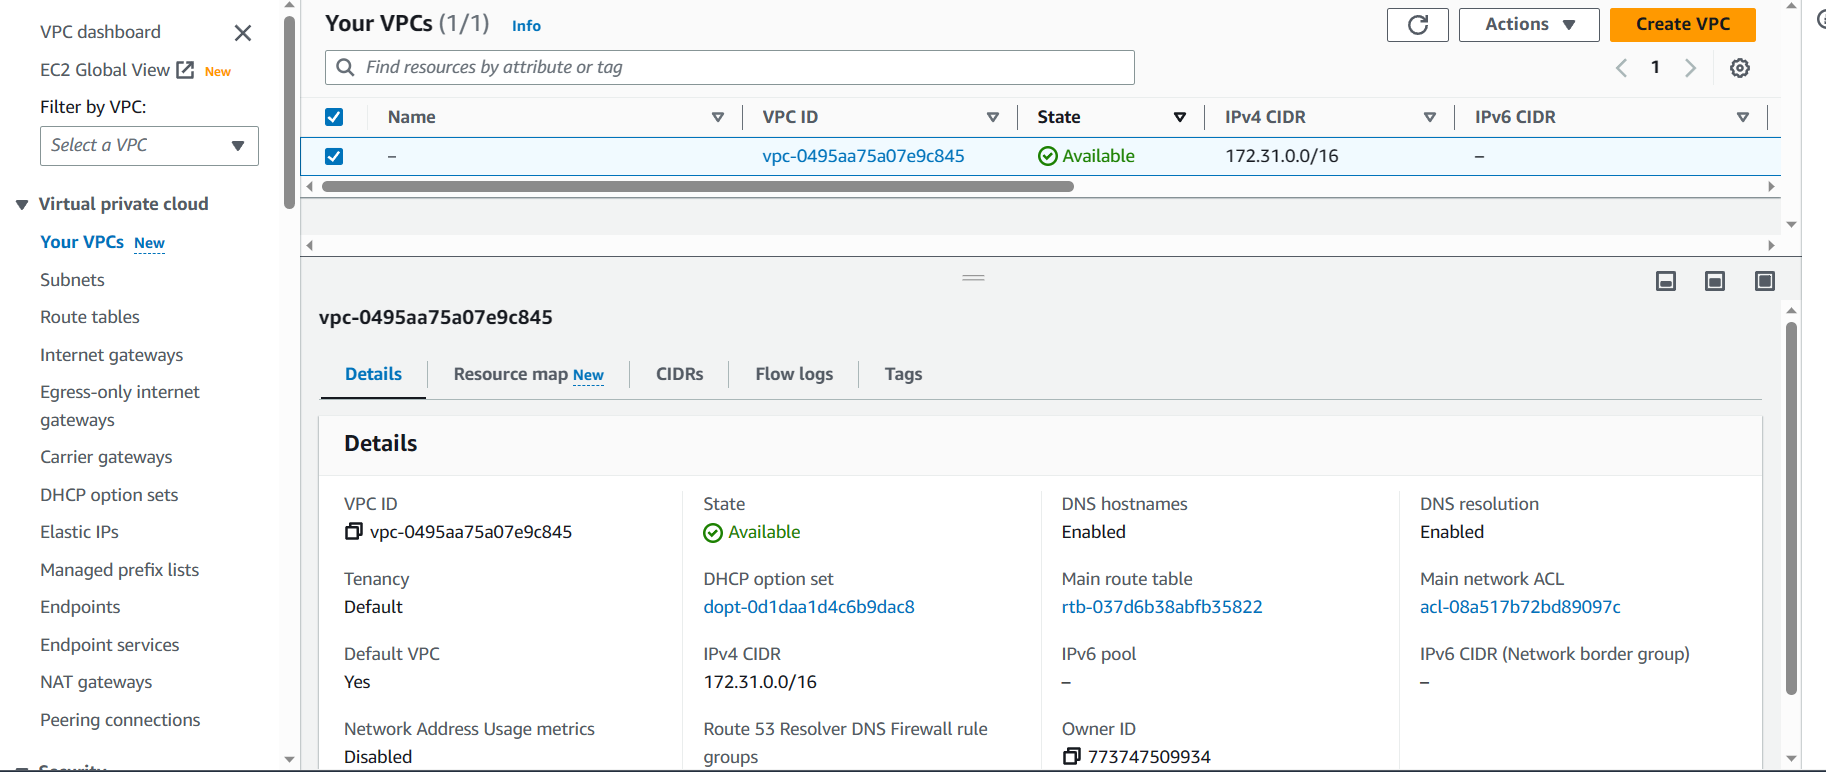 VPC dashboard
EC2 Global View New
Filter by VPC:
Select a VPC
Virtual private cloud
Your VPCs New
Subnets
Route tables
Internet gateways
Egress-only internet
gateways
Carrier gateways
DHCP option sets
Elastic IPs
Managed prefix lists
Endpoints
Endpoint services
NAT gateways
Peering connections
Security
Your VPCs (1/1) Info
Actions
Create VPC
Find resources by attribute or tag
1
Name VPC ID State IPv4 CIDR IPv6 CIDR
– vpc-0495aa75a07e9c845 Available 172.31.0.0/16 –
vpc-0495aa75a07e9c845
Details Resource map New CIDRs Flow logs Tags
Details
VPC ID
vpc-0495aa75a07e9c845
State
Available
DNS hostnames
Enabled
DNS resolution
Enabled
Tenancy
Default
DHCP option set
dopt-0d1daa1d4c6b9dac8
Main route table
rtb-037d6b38abfb35822
Main network ACL
acl-08a517b72bd89097c
Default VPC
Yes
IPv4 CIDR
172.31.0.0/16
IPv6 pool
–
IPv6 CIDR (Network border group)
–
Network Address Usage metrics
Disabled
Route 53 Resolver DNS Firewall rule
groups
Owner ID
773747509934